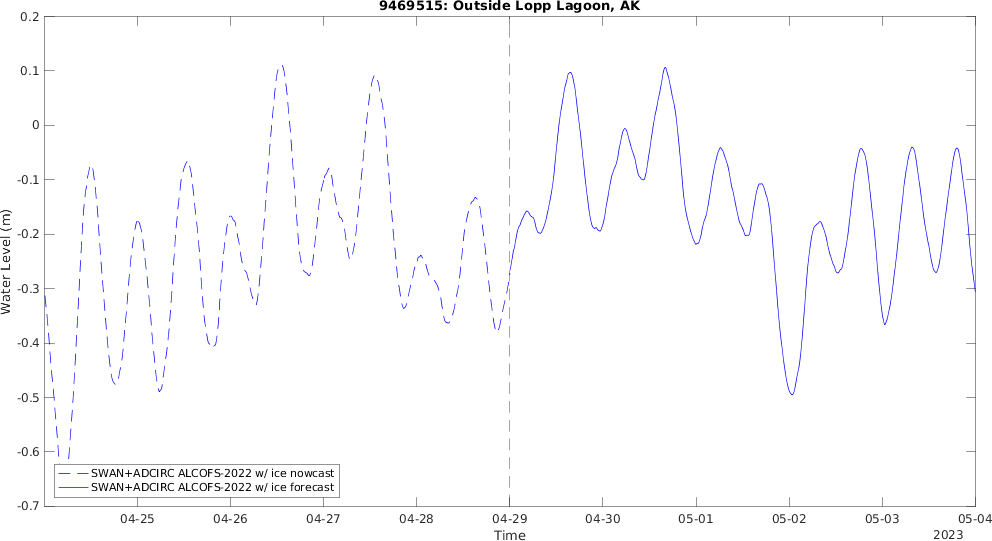 9469515: Outside Lopp Lagoon, AK
0.2
0.1
0
-0.1
-0.2
-0.3
-0.4
-0.5
-0.6
-0.7
Water Level (m)
SWAN+ADCIRC ALCOFS-2022 w/ ice nowcast
SWAN+ADCIRC ALCOFS-2022 w/ ice forecast
04-25 04-26 04-27 04-28 04-29 04-30 05-01 05-02 05-03 05-04
Time
2023